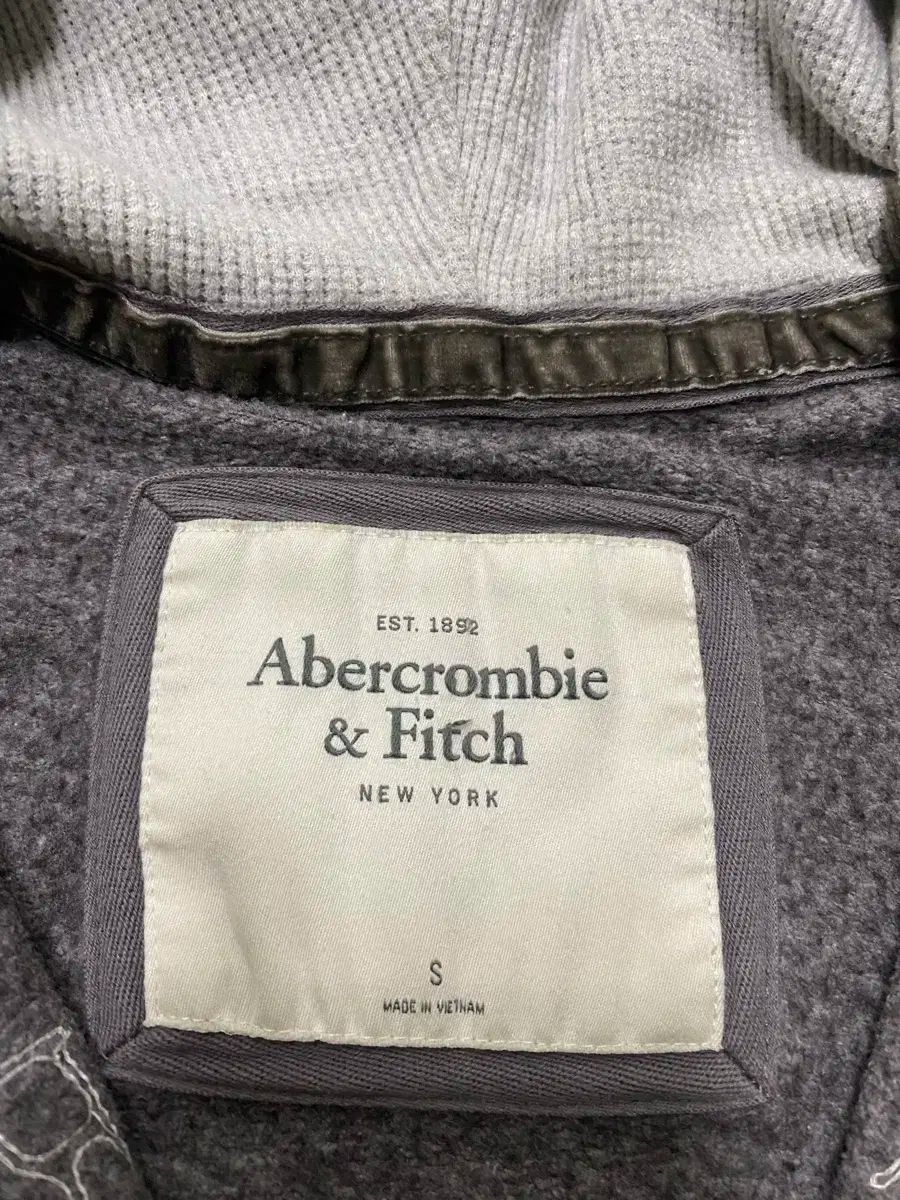 EST. 1892
Abercrombie
& Fitch
NEW YORK
S
MADE IN VIETNAM